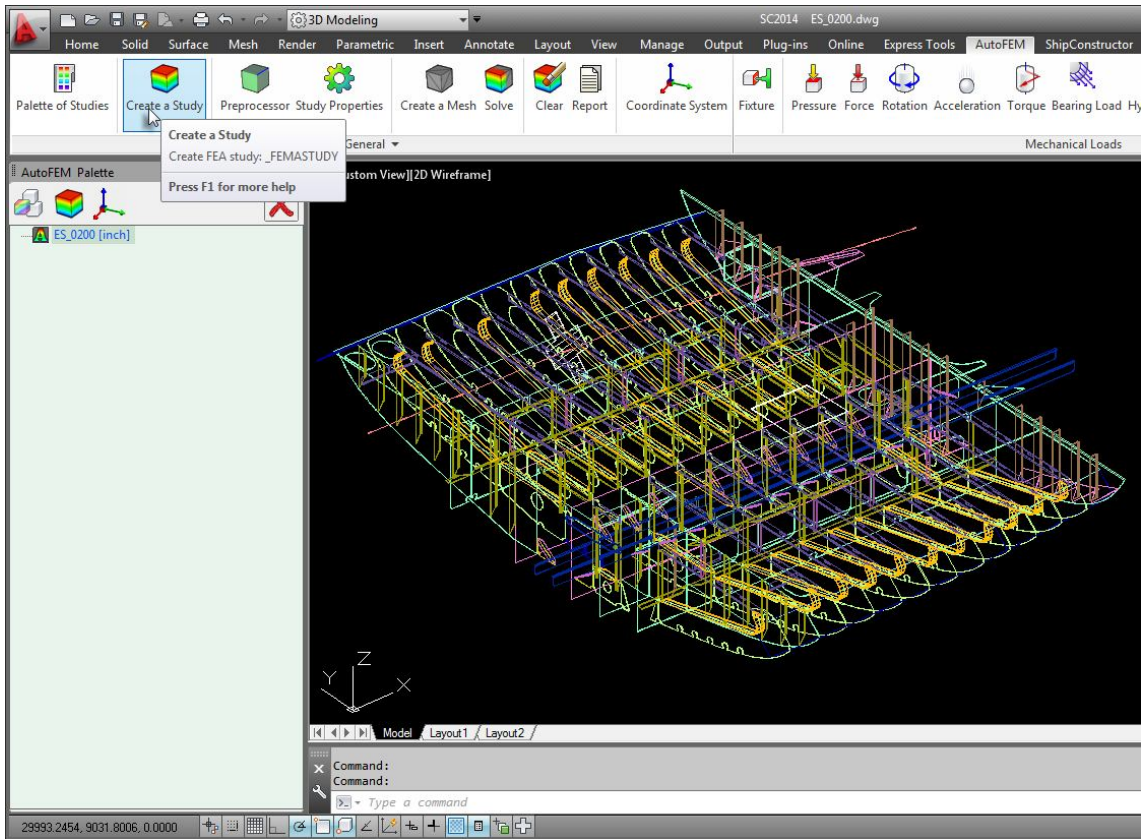 3D Modeling SC2014 ES_0200.dwg
Home Solid Surface Mesh Render Parametric Insert Annotate Layout View Manage Output Plug-ins Online Express Tools AutoFEM ShipConstructor
Palette of Studies Create a Study Preprocessor Study Properties Create a Mesh Solve Clear Report Coordinate System Fixture Pressure Force Rotation Acceleration Torque Bearing Load Hy
General Mechanical Loads
Create a Study
Create FEA study: _FEMASTUDY
Press F1 for more help
AutoFEM Palette
ustom View][2D Wireframe]
ES_0200 [inch]
Z
Y
X
Model Layout1 Layout2
Command:
Command:
Type a command
29993.2454, 9031.8006, 0.0000